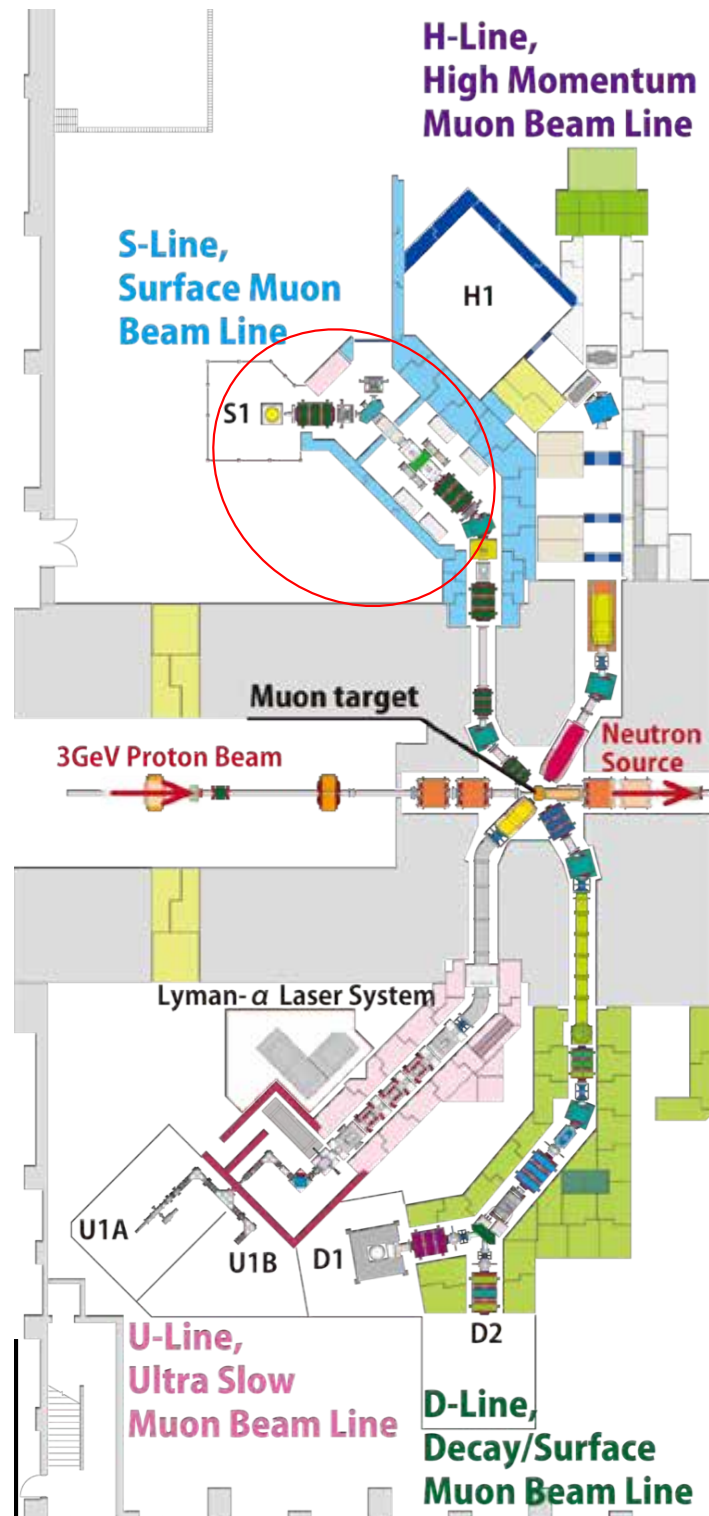 H-Line,
High Momentum
Muon Beam Line
S-Line,
Surface Muon
Beam Line
H1
S1
Muon target
3GeV Proton Beam
Neutron
Source
Lyman-α Laser System
U1A
U1B
D1
D2
U-Line,
Ultra Slow
Muon Beam Line
D-Line,
Decay/Surface
Muon Beam Line